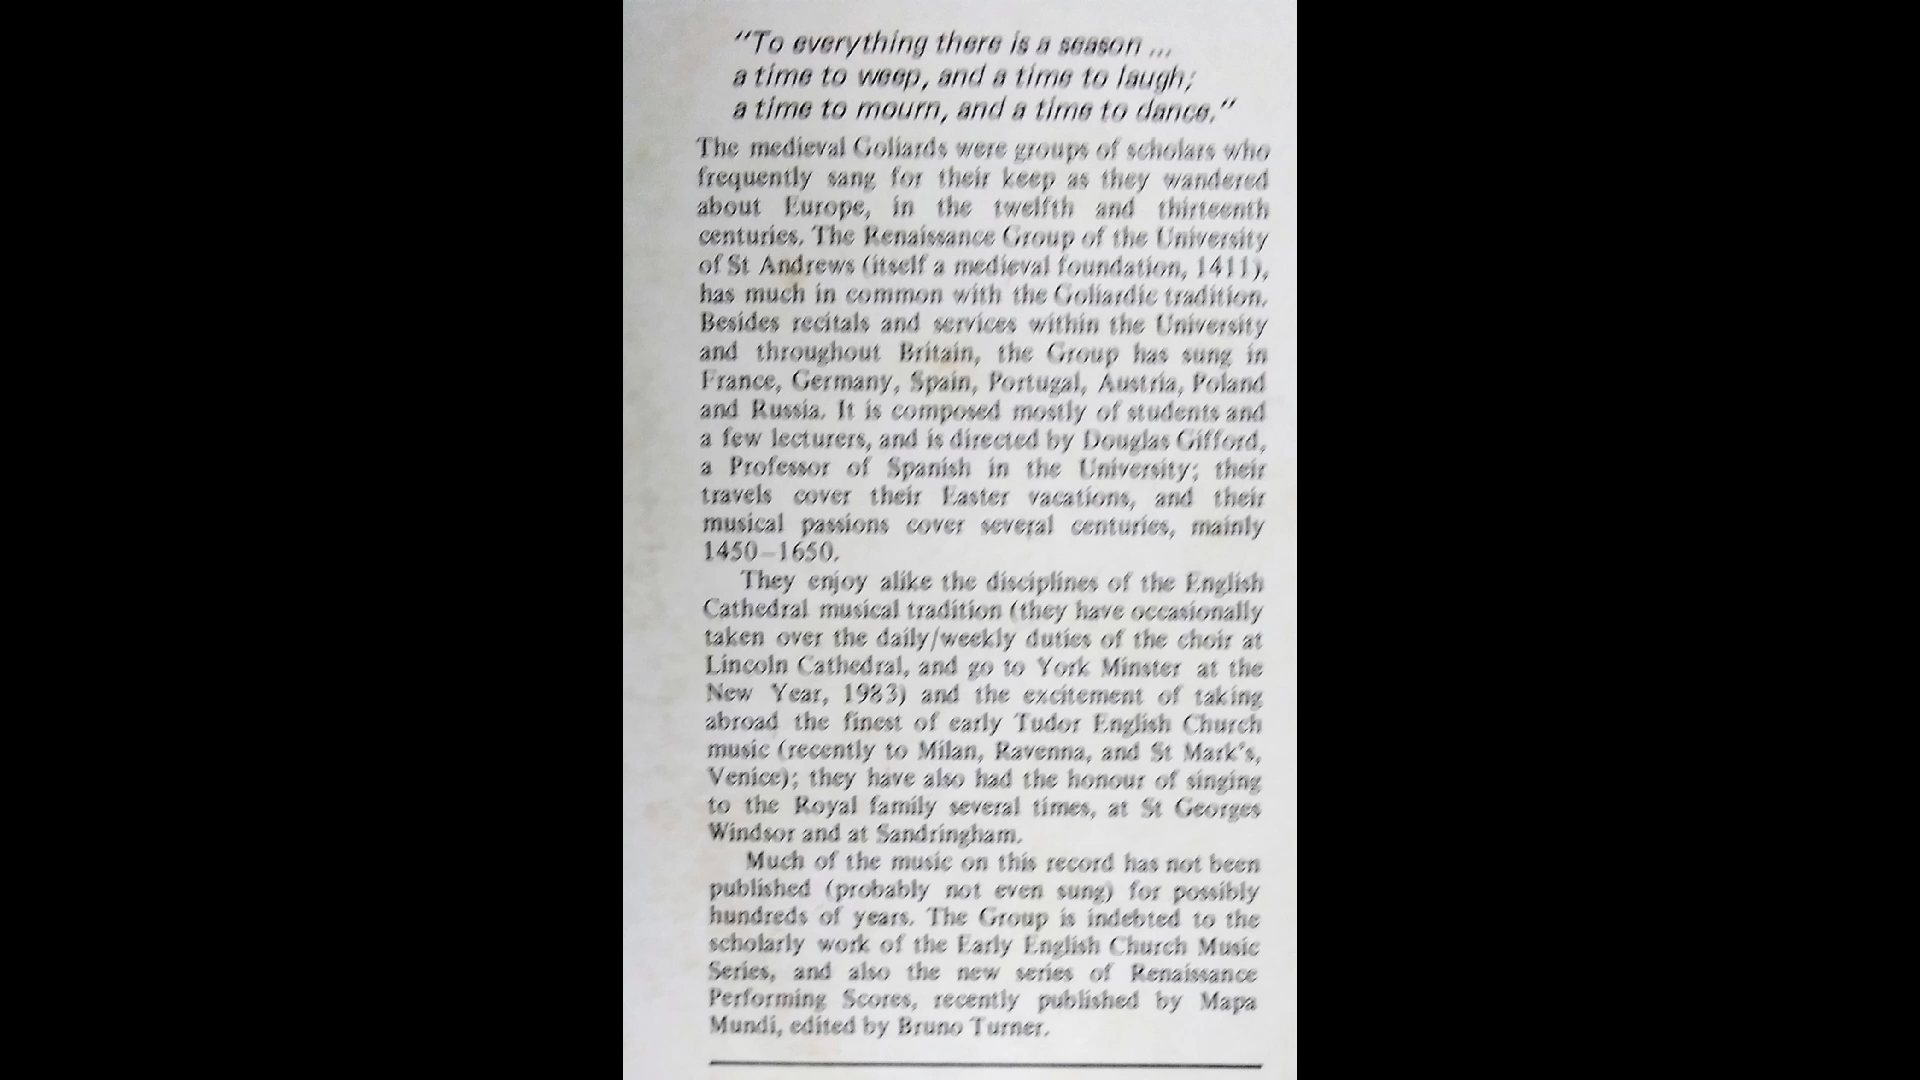 "To everything there is a season ...
a time to weep, and a time to laugh;
a time to mourn, and a time to dance."
The medieval Goliards were groups of scholars who
frequently sang for their keep as they wandered
about Europe, in the twelfth and thirteenth
centuries. The Renaissance Group of the University
of St Andrews (itself a medieval foundation, 1411),
has much in common with the Goliardic tradition.
Besides recitals and services within the University
and throughout Britain, the Group has sung in
France, Germany, Spain, Portugal, Austria, Poland
and Russia. It is composed mostly of students and
a few lecturers, and is directed by Douglas Gifford,
a Professor of Spanish in the University; their
travels cover their Easter vacations, and their
musical passions cover several centuries, mainly
1450–1650.
They enjoy alike the disciplines of the English
Cathedral musical tradition (they have occasionally
taken over the daily/weekly duties of the choir at
Lincoln Cathedral, and go to York Minster at the
New Year, 1983) and the excitement of taking
abroad the finest of early Tudor English Church
music (recently to Milan, Ravenna, and St Mark's,
Venice); they have also had the honour of singing
to the Royal family several times, at St Georges
Windsor and at Sandringham.
Much of the music on this record has not been
published (probably not even sung) for possibly
hundreds of years. The Group is indebted to the
scholarly work of the Early English Church Music
Series, and also the new series of Renaissance
Performing Scores, recently published by Mapa
Mundi, edited by Bruno Turner.